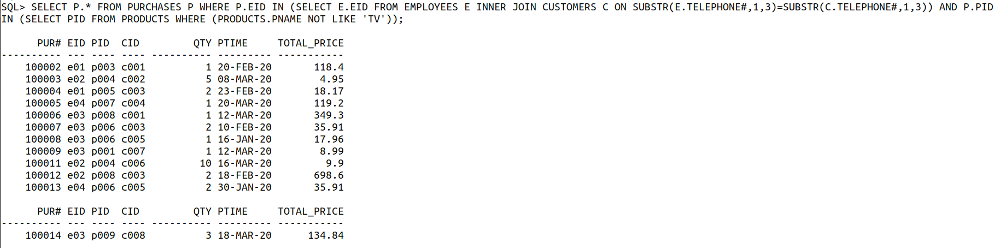 SQL> SELECT P.* FROM PURCHASES P WHERE P.EID IN (SELECT E.EID FROM EMPLOYEES E INNER JOIN CUSTOMERS C ON SUBSTR(E.TELEPHONE#,1,3)=SUBSTR(C.TELEPHONE#,1,3)) AND P.PID
IN (SELECT PID FROM PRODUCTS WHERE (PRODUCTS.PNAME NOT LIKE 'TV'));

      PUR# EID PID  CID         QTY PTIME     TOTAL_PRICE
---------- --- ---- ---- ---------- --------- -----------
    100002 e01 p003 c001          1 20-FEB-20       118.4
    100003 e02 p004 c002          5 08-MAR-20        4.95
    100004 e01 p005 c003          2 23-FEB-20       18.17
    100005 e04 p007 c004          1 20-MAR-20       119.2
    100006 e03 p008 c001          1 12-MAR-20       349.3
    100007 e03 p006 c003          2 10-FEB-20       35.91
    100008 e03 p006 c005          1 16-JAN-20       17.96
    100009 e03 p001 c007          1 12-MAR-20        8.99
    100011 e02 p004 c006         10 16-MAR-20         9.9
    100012 e02 p008 c003          2 18-FEB-20       698.6
    100013 e04 p006 c005          2 30-JAN-20       35.91

      PUR# EID PID  CID         QTY PTIME     TOTAL_PRICE
---------- --- ---- ---- ---------- --------- -----------
    100014 e03 p009 c008          3 18-MAR-20      134.84